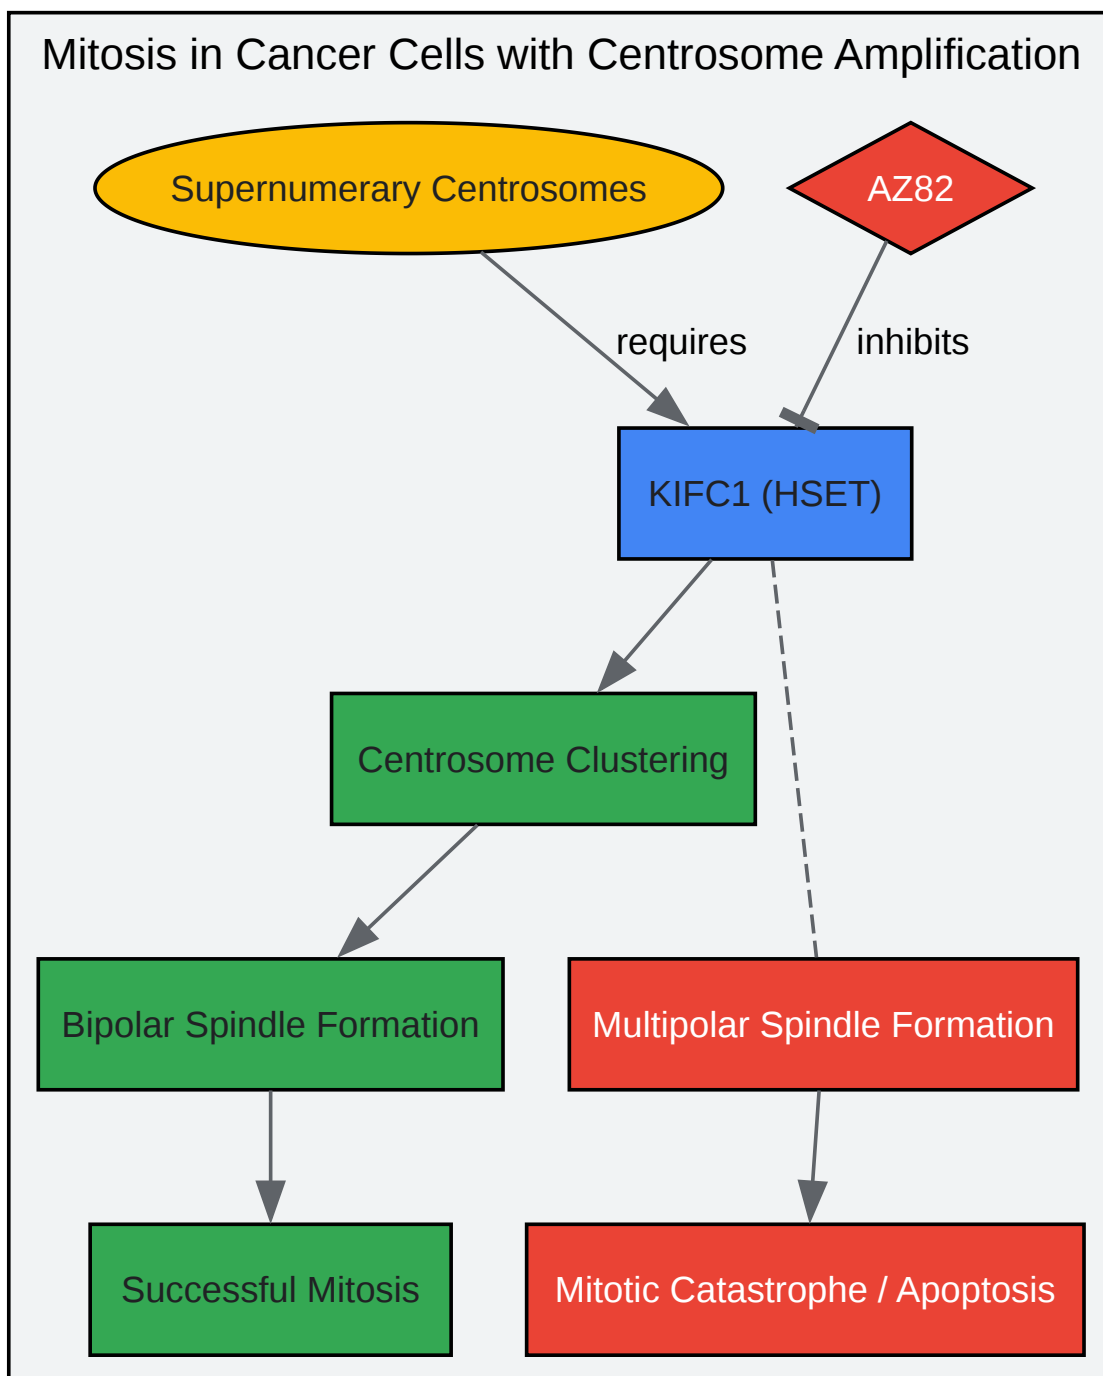 Mitosis in Cancer Cells with Centrosome Amplification
Supernumerary Centrosomes
AZ82
requires
inhibits
KIFC1 (HSET)
Centrosome Clustering
Bipolar Spindle Formation
Multipolar Spindle Formation
Successful Mitosis
Mitotic Catastrophe / Apoptosis